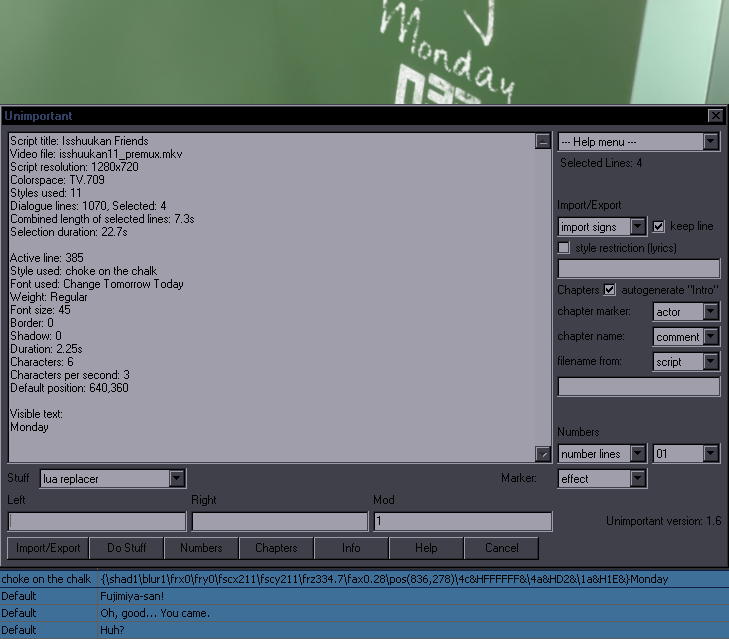 Monday
Unimportant
Script title: Isshuukan Friends
Video file: isshuukan11_premux.mkv
Script resolution: 1280x720
Colorspace: TV.709
Styles used: 11
Dialogue lines: 1070, Selected: 4
Combined length of selected lines: 7.3s
Selection duration: 22.7s
Active line: 385
Style used: choke on the chalk
Font used: Change Tomorrow Today
Weight: Regular
Font size: 45
Border: 0
Shadow: 0
Duration: 2.25s
Characters: 6
Characters per second: 3
Default position: 640,360
Visible text:
Monday
--- Help menu ---
Selected Lines: 4
Import/Export
import signs keep line
style restriction (lyrics)
Chapters autogenerate "Intro"
chapter marker: actor
chapter name: comment
filename from: script
Numbers
number lines 01
Stuff lua replacer Marker: effect
Left Right Mod
1 Unimportant version: 1.6
Import/Export Do Stuff Numbers Chapters Info Help Cancel
choke on the chalk {\shad1\blur1\frx0\fry0\fscx211\fscy211\frz334.7\fax0.28\pos(836,278)\4c&HFFFFFF&\4a&HD2&\1a&H1E&}Monday
Default Fujimiya-san!
Default Oh, good... You came.
Default Huh?